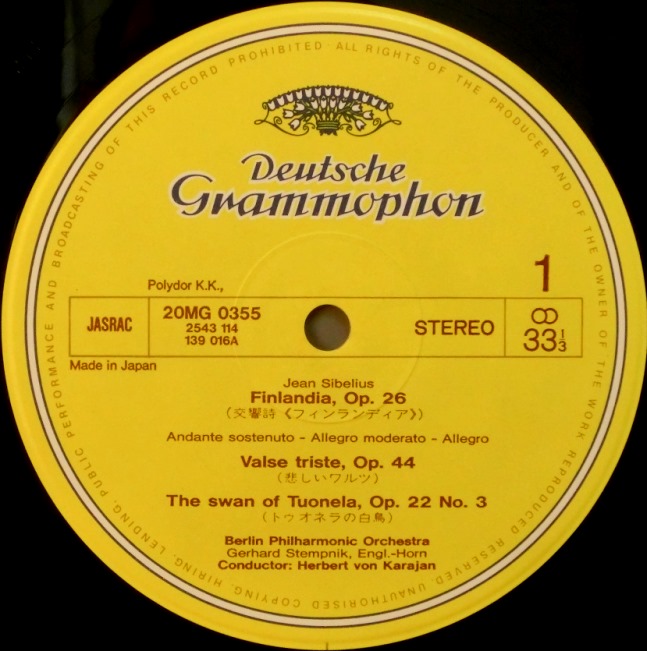 ALL RIGHTS OF THE PRODUCER AND OF THE OWNER OF THE WORK REPRODUCED RESERVED UNAUTHORISED COPYING, HIRING, LENDING, PUBLIC PERFORMANCE AND BROADCASTING OF THIS RECORD PROHIBITED ·
Deutsche
Grammophon
1
Polydor K.K.,
JASRAC
20MG 0355
2543 114
139 016A
STEREO
33 1/3
Made in Japan
Jean Sibelius
Finlandia, Op. 26
(交響詩《フィンランディア》)
Andante sostenuto - Allegro moderato - Allegro
Valse triste, Op. 44
(悲しいワルツ)
The swan of Tuonela, Op. 22 No. 3
(トゥオネラの白鳥)
Berlin Philharmonic Orchestra
Gerhard Stempnik, Engl.-Horn
Conductor: Herbert von Karajan